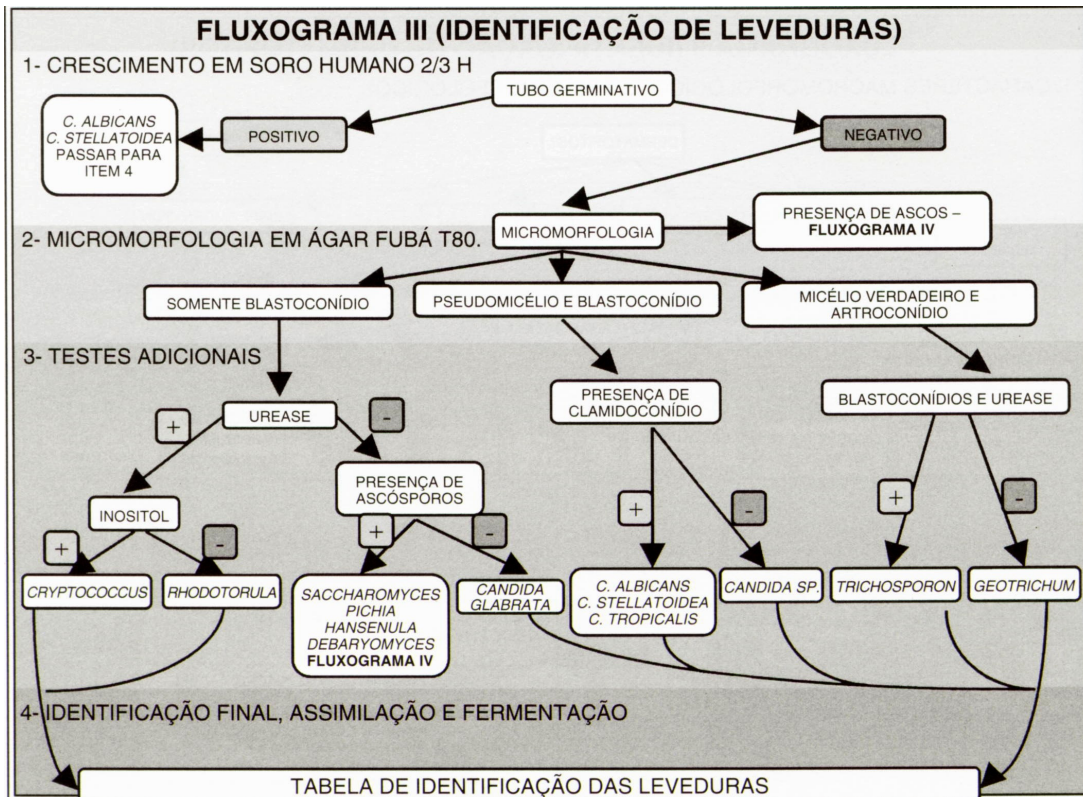 FLUXOGRAMA III (IDENTIFICAÇÃO DE LEVEDURAS)
1- CRESCIMENTO EM SORO HUMANO 2/3 H
TUBO GERMINATIVO
C. ALBICANS
C. STELLATOIDEA
PASSAR PARA
ITEM 4
POSITIVO
NEGATIVO
PRESENÇA DE ASCOS –
FLUXOGRAMA IV
2- MICROMORFOLOGIA EM ÁGAR FUBÁ T80.
MICROMORFOLOGIA
SOMENTE BLASTOCONÍDIO
PSEUDOMICÉLIO E BLASTOCONÍDIO
MICÉLIO VERDADEIRO E
ARTROCONÍDIO
3- TESTES ADICIONAIS
UREASE
PRESENÇA DE
CLAMIDOCONÍDIO
BLASTOCONÍDIOS E UREASE
+
-
PRESENÇA DE
ASCÓSPOROS
INOSITOL
+
-
+
-
+
-
+
-
CRYPTOCOCCUS
RHODOTORULA
SACCHAROMYCES
PICHIA
HANSENULA
DEBARYOMYCES
FLUXOGRAMA IV
CANDIDA
GLABRATA
C. ALBICANS
C. STELLATOIDEA
C. TROPICALIS
CANDIDA SP.
TRICHOSPORON
GEOTRICHUM
4- IDENTIFICAÇÃO FINAL, ASSIMILAÇÃO E FERMENTAÇÃO
TABELA DE IDENTIFICAÇÃO DAS LEVEDURAS